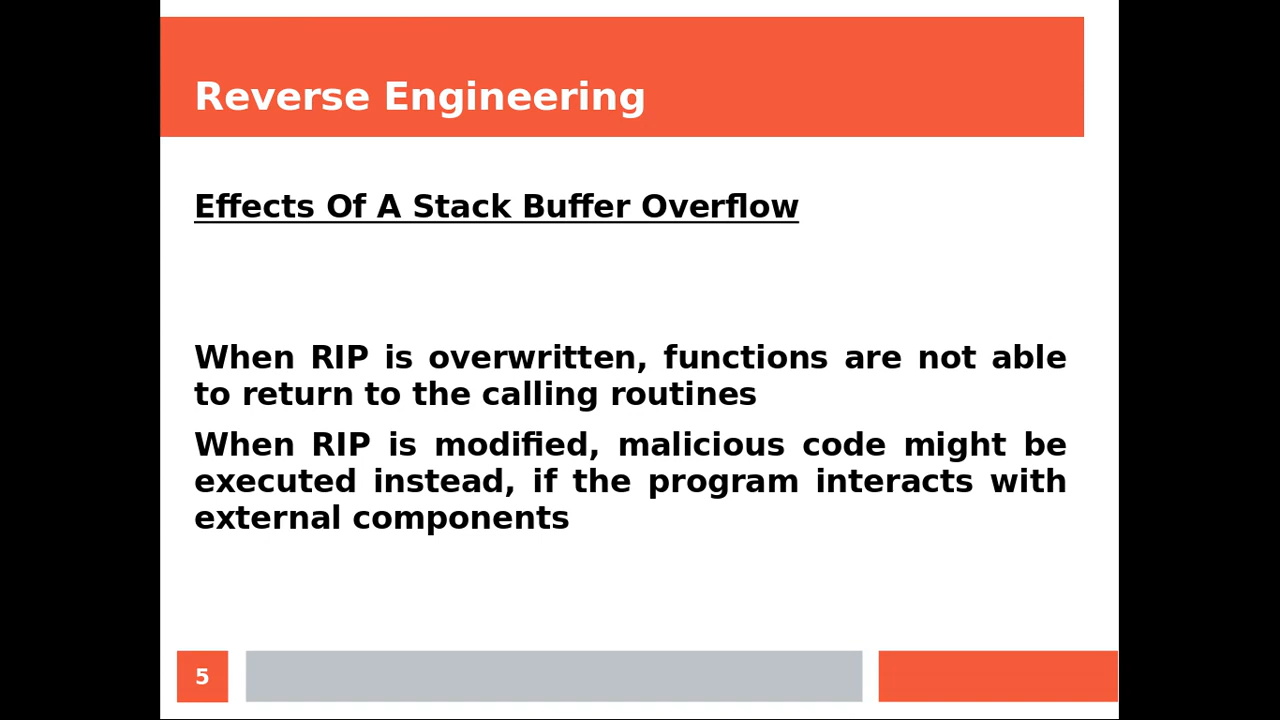 Reverse Engineering
Effects Of A Stack Buffer Overflow
When RIP is overwritten, functions are not able
to return to the calling routines
When RIP is modified, malicious code might be
executed instead, if the program interacts with
external components
5